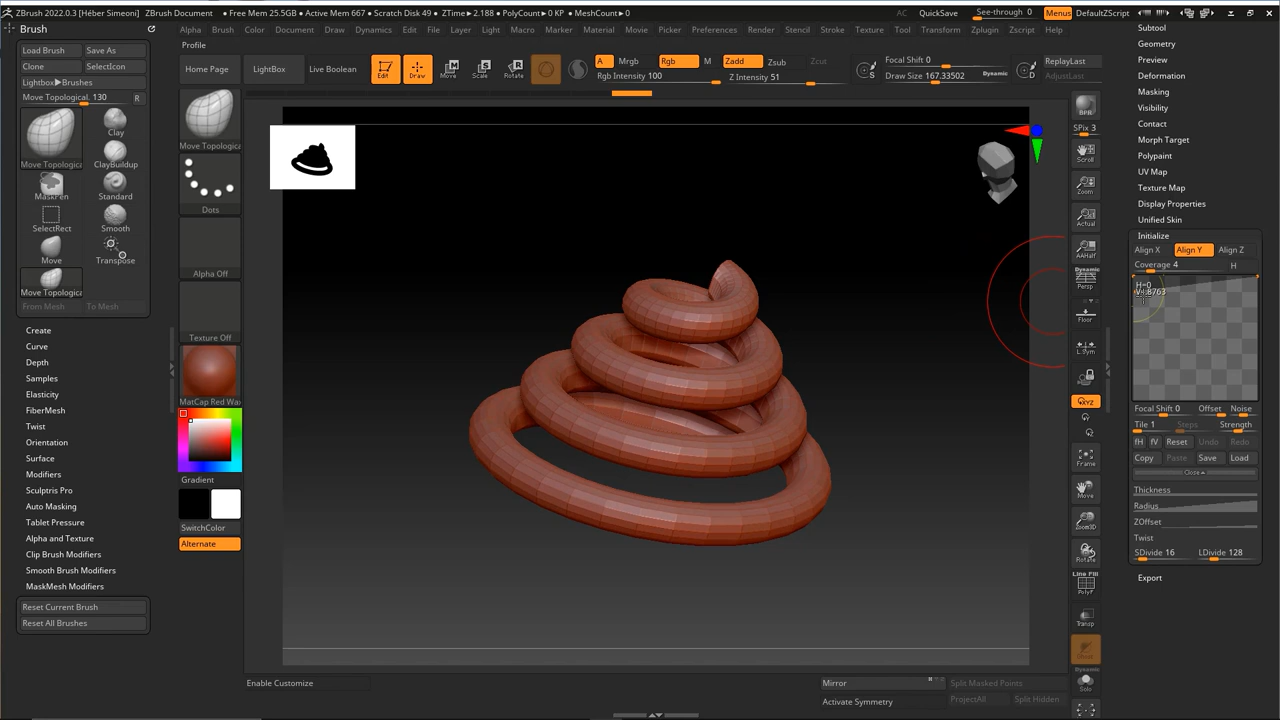 ZBrush 2022.0.3 [Héber Simeoni] ZBrush Document • Free Mem 25.5GB • Active Mem 667 • Scratch Disk 49 • ZTime▸2.188 • PolyCount▸0 KP • MeshCount▸0 AC QuickSave See-through 0 Menus DefaultZScript
Brush Alpha Brush Color Document Draw Dynamics Edit File Layer Light Macro Marker Material Movie Picker Preferences Render Stencil Stroke Texture Tool Transform Zplugin Zscript Help
Profile
Load Brush Save As
Clone SelectIcon
Lightbox▶Brushes
Move Topological. 130 R
Move Topologica
Clay
ClayBuildup
MaskPen
Standard
SelectRect
Smooth
Move
Transpose
Move Topologica
From Mesh To Mesh
Create
Curve
Depth
Samples
Elasticity
FiberMesh
Twist
Orientation
Surface
Modifiers
Sculptris Pro
Auto Masking
Tablet Pressure
Alpha and Texture
Clip Brush Modifiers
Smooth Brush Modifiers
MaskMesh Modifiers
Reset Current Brush
Reset All Brushes
Home Page LightBox Live Boolean
Edit Draw Move Scale Rotate
A Mrgb Rgb M Zadd Zsub Zcut
Rgb Intensity 100 Z Intensity 51
S Focal Shift 0
Draw Size 167.33502 Dynamic D
ReplayLast
AdjustLast
Move Topologica
Dots
Alpha Off
Texture Off
MatCap Red Wax
Gradient
SwitchColor
Alternate
BPR
SPix 3
Scroll
Zoom
Actual
AAHalf
Dynamic
Persp
Floor
L.Sym
XYZ
Frame
Move
Zoom3D
Rotate
Line Fill
PolyF
Transp
Ghost
Dynamic
Solo
Subtool
Geometry
Preview
Deformation
Masking
Visibility
Contact
Morph Target
Polypaint
UV Map
Texture Map
Display Properties
Unified Skin
Initialize
Align X Align Y Align Z
Coverage 4 H
H=0
Focal Shift 0 Offset Noise
Tile 1 Steps Strength
fH fV Reset Undo Redo
Copy Paste Save Load
Close
Thickness
Radius
ZOffset
Twist
SDivide 16 LDivide 128
Export
Enable Customize
Mirror Split Masked Points
ProjectAll Split Hidden
Activate Symmetry